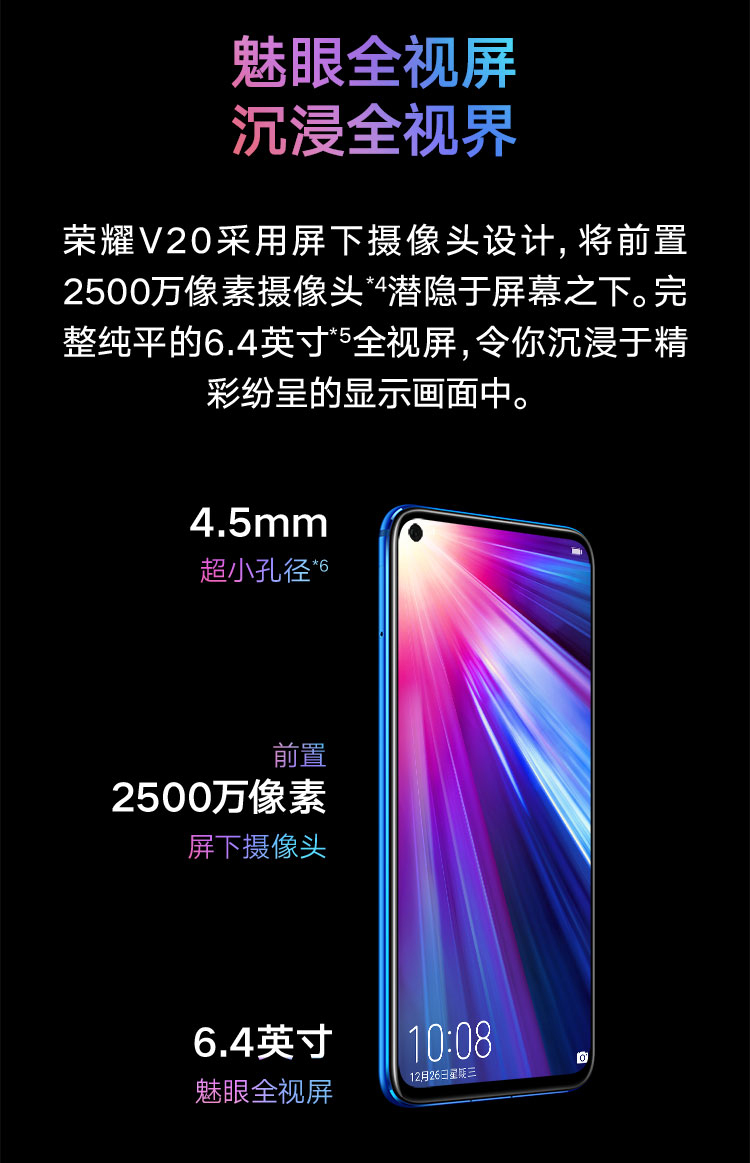 魅眼全视屏
沉浸全视界
荣耀V20采用屏下摄像头设计，将前置
2500万像素摄像头*4潜隐于屏幕之下。完
整纯平的6.4英寸*5全视屏，令你沉浸于精
彩纷呈的显示画面中。
4.5mm
超小孔径*6
前置
2500万像素
屏下摄像头
10:08
12月26日星期三
6.4英寸
魅眼全视屏